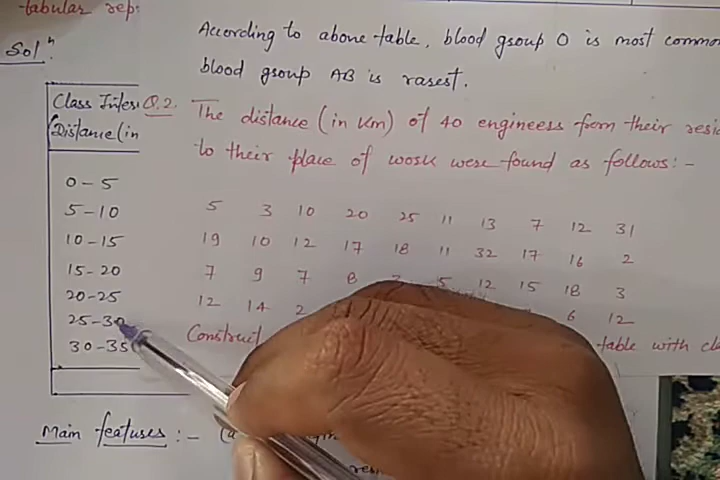 tabular rep:
Solⁿ.
According to above table, blood group O is most commo
blood group AB is rarest.
Class Inter
Distance (in
0-5
5-10
10-15
15-20
20-25
25-30
30-35
Q.2. The distance (in km) of 40 engineers from their resi
to their place of work were found as follows:-
5 3 10 20 25 11 13 7 12 31
19 10 12 17 18 11 32 17 16 2
7 9 7 8 5 12 15 18 3
12 14 2 6 12
Construct table with cl
Main features :-